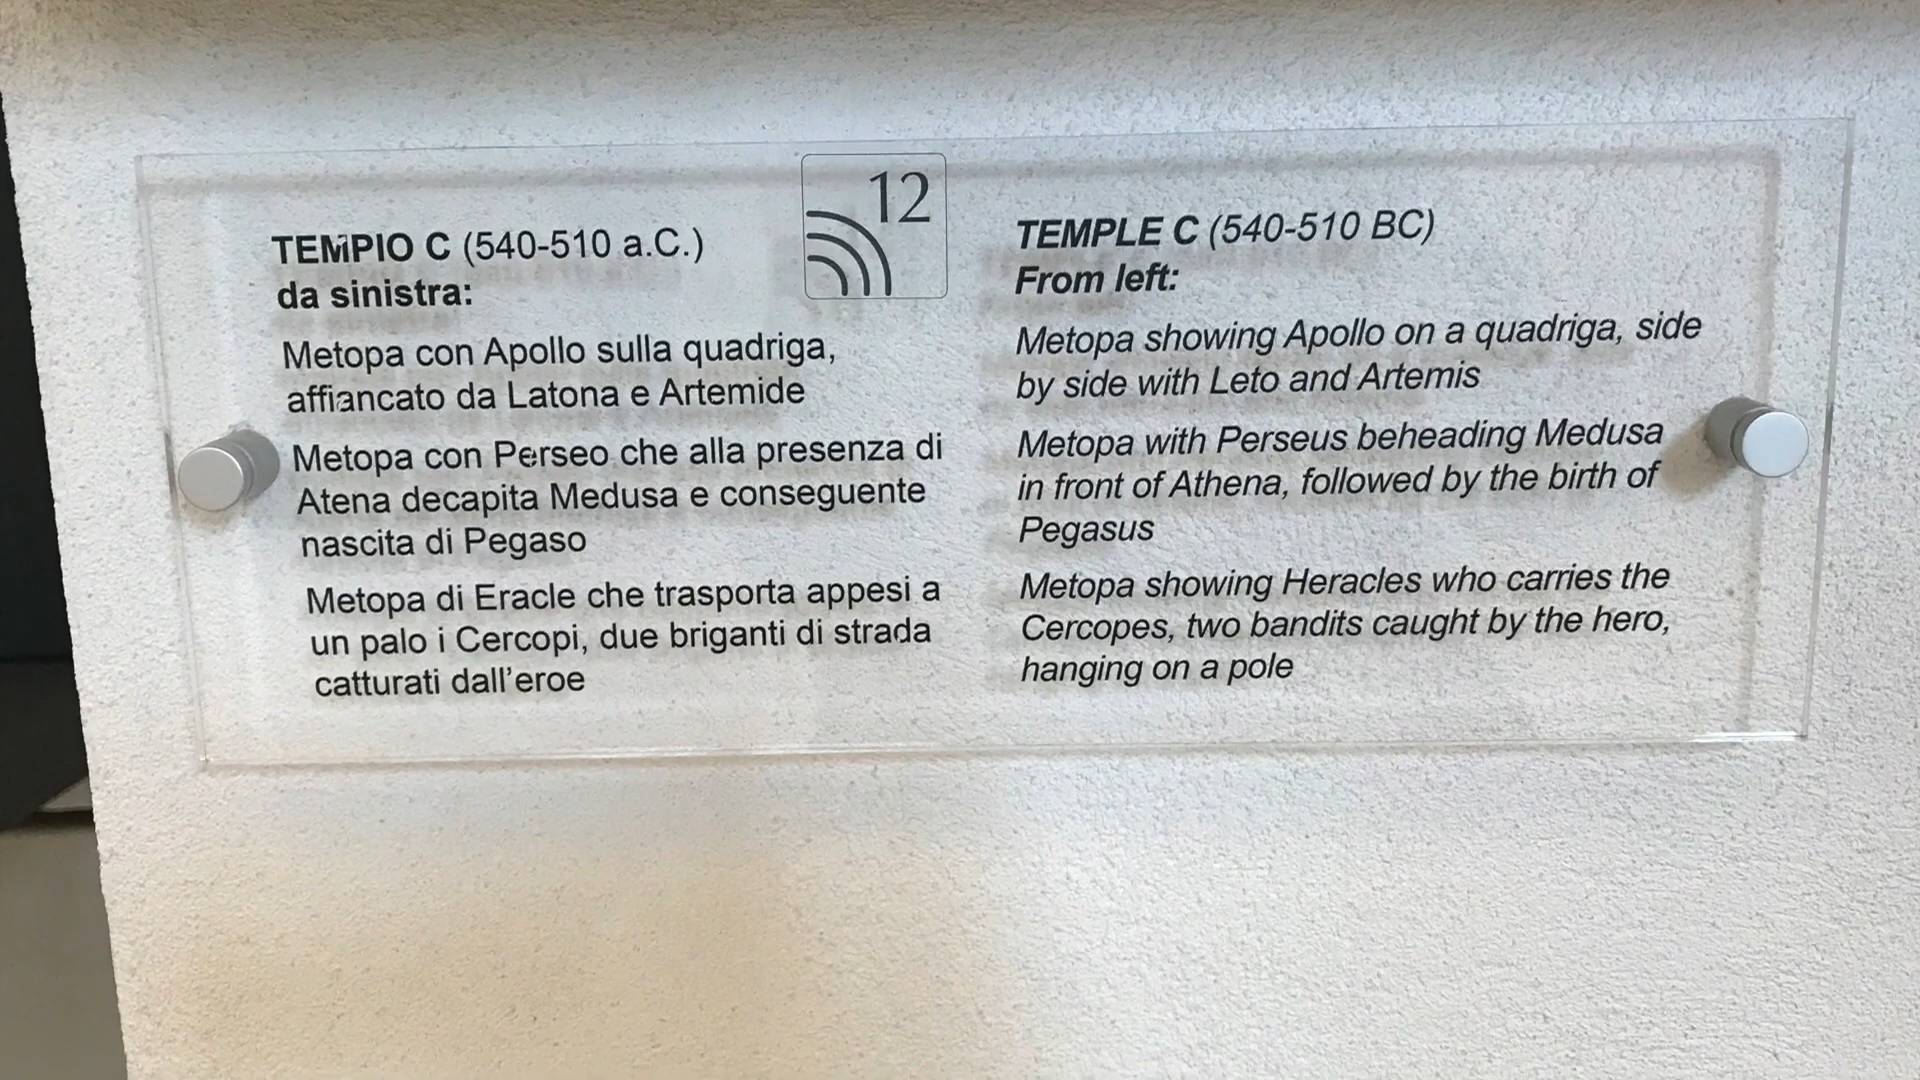 12
TEMPIO C (540-510 a.C.)
da sinistra:
Metopa con Apollo sulla quadriga,
affiancato da Latona e Artemide
Metopa con Perseo che alla presenza di
Atena decapita Medusa e conseguente
nascita di Pegaso
Metopa di Eracle che trasporta appesi a
un palo i Cercopi, due briganti di strada
catturati dall'eroe
TEMPLE C (540-510 BC)
From left:
Metopa showing Apollo on a quadriga, side
by side with Leto and Artemis
Metopa with Perseus beheading Medusa
in front of Athena, followed by the birth of
Pegasus
Metopa showing Heracles who carries the
Cercopes, two bandits caught by the hero,
hanging on a pole